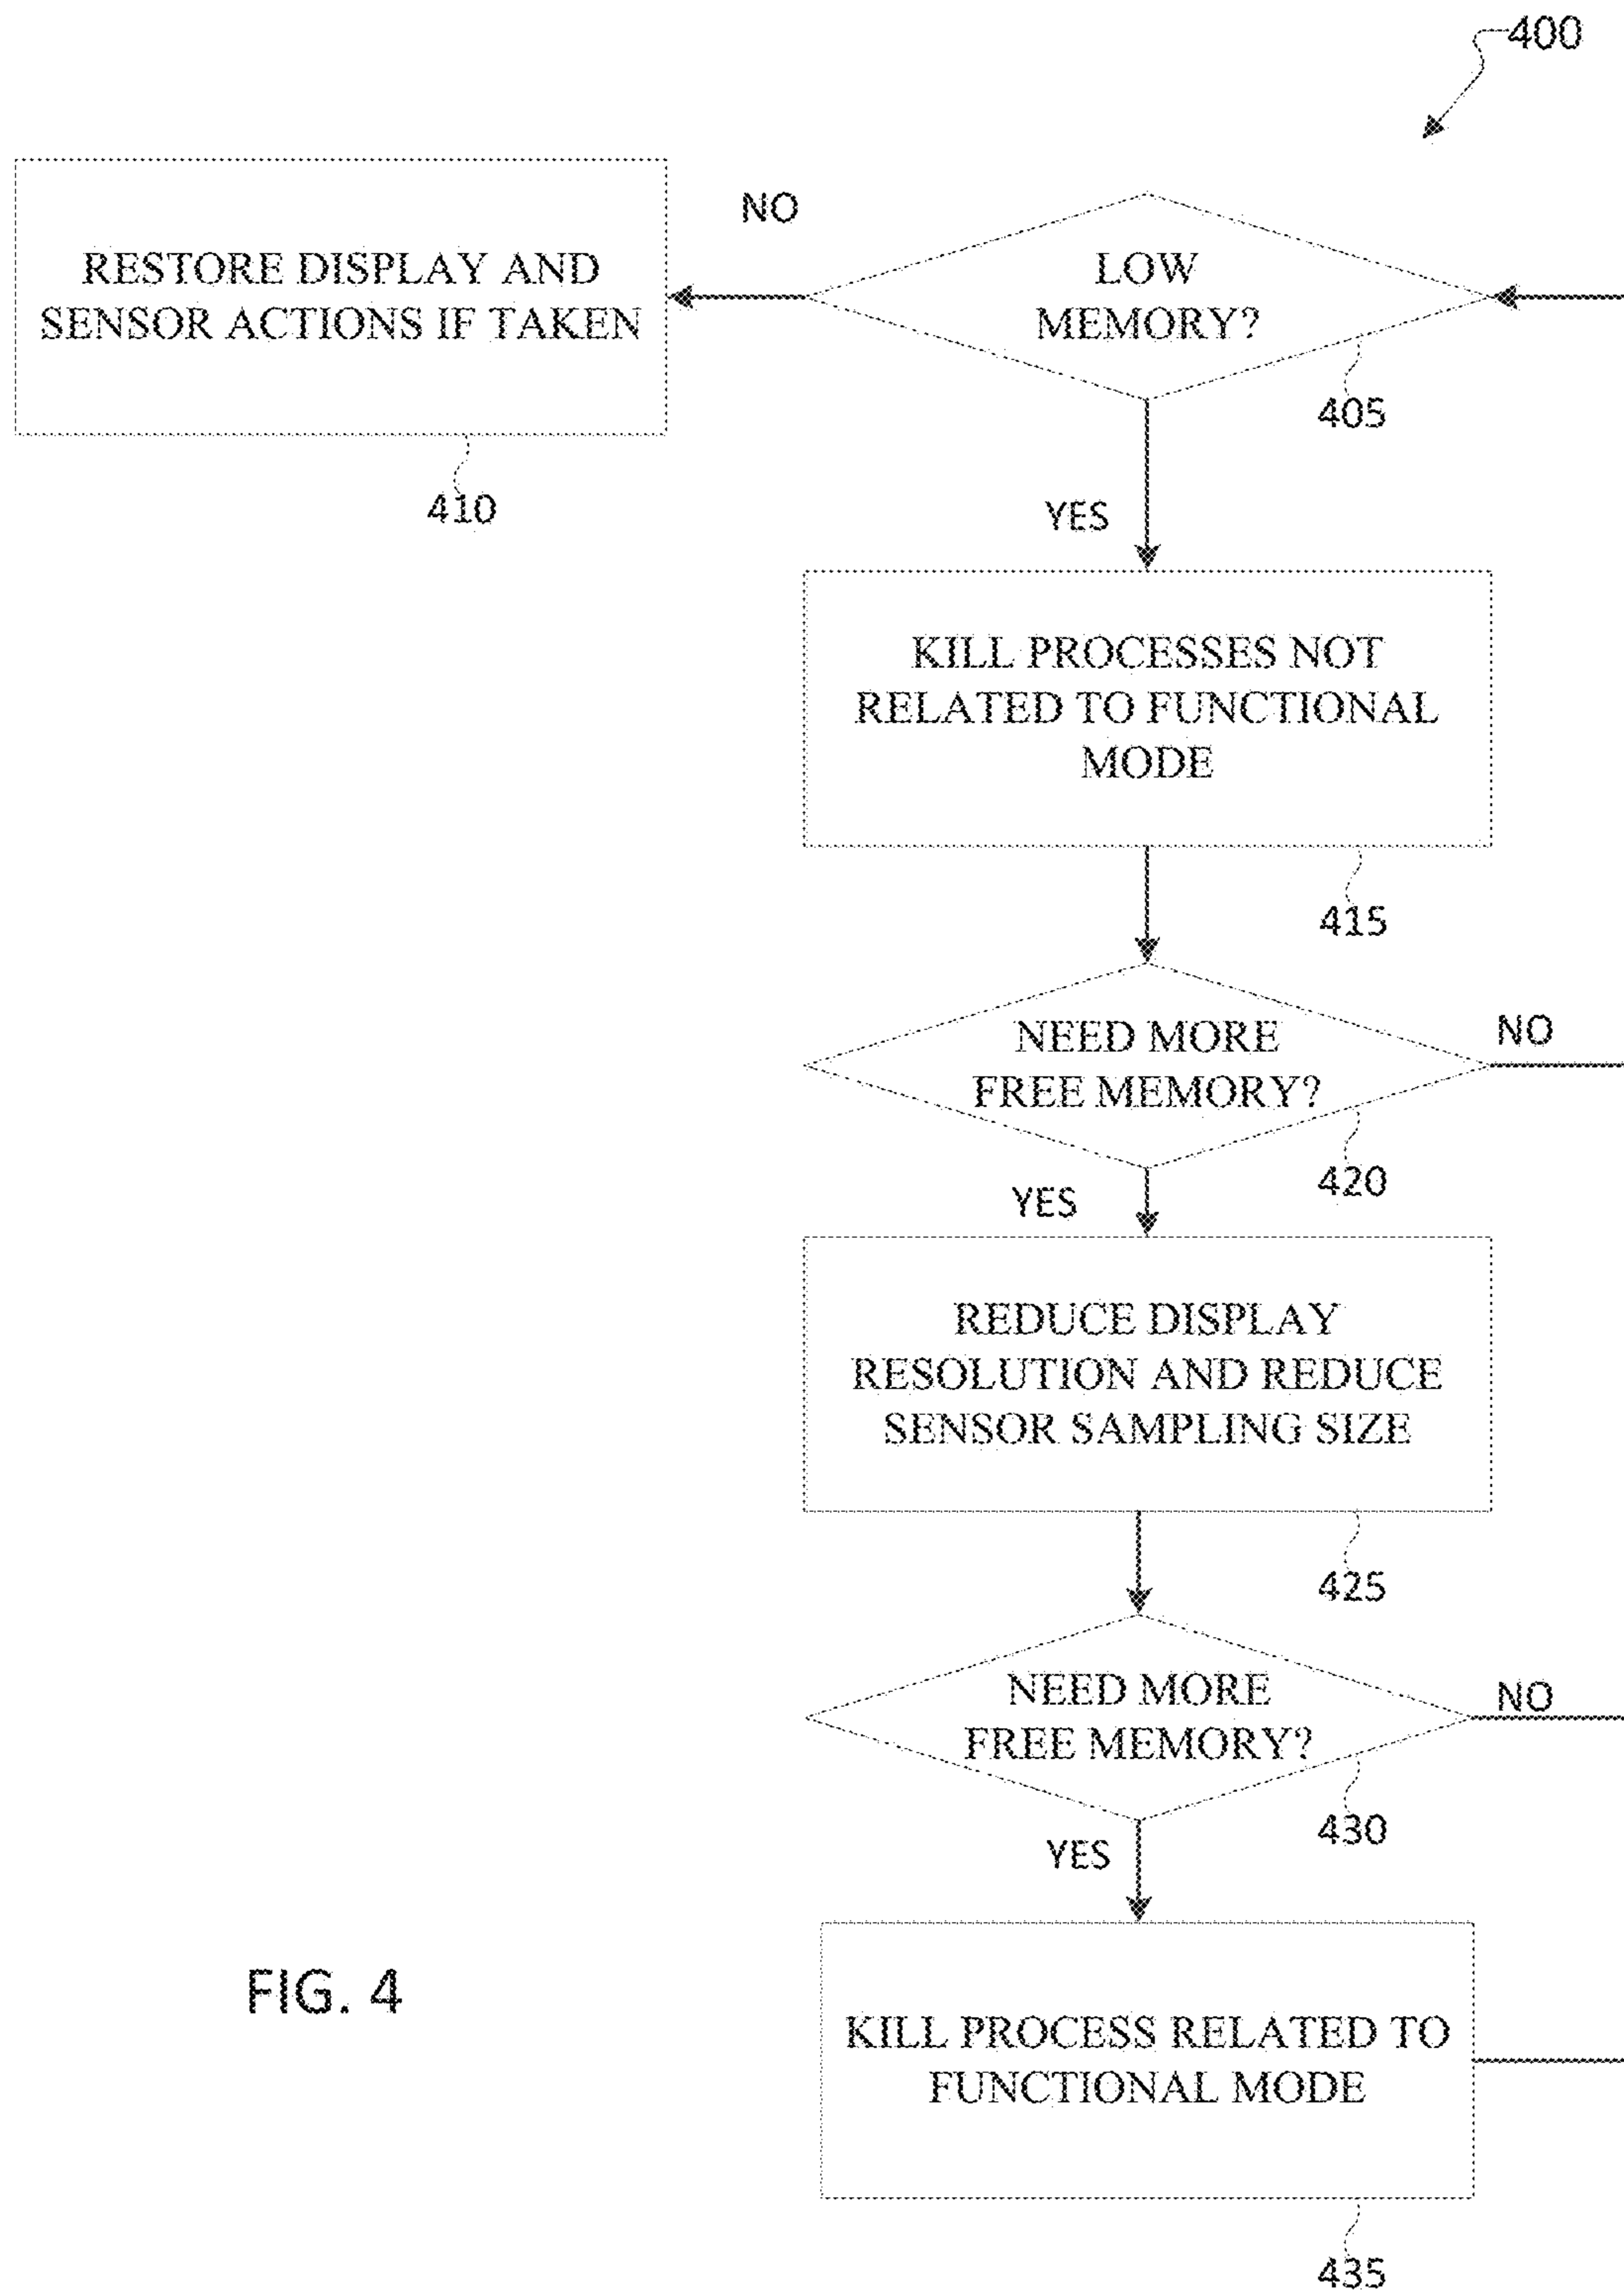 400
NO
RESTORE DISPLAY AND
SENSOR ACTIONS IF TAKEN
410
LOW
MEMORY?
405
YES
KILL PROCESSES NOT
RELATED TO FUNCTIONAL
MODE
415
NEED MORE
FREE MEMORY?
NO
420
YES
REDUCE DISPLAY
RESOLUTION AND REDUCE
SENSOR SAMPLING SIZE
425
NEED MORE
FREE MEMORY?
NO
430
YES
KILL PROCESS RELATED TO
FUNCTIONAL MODE
435
FIG. 4